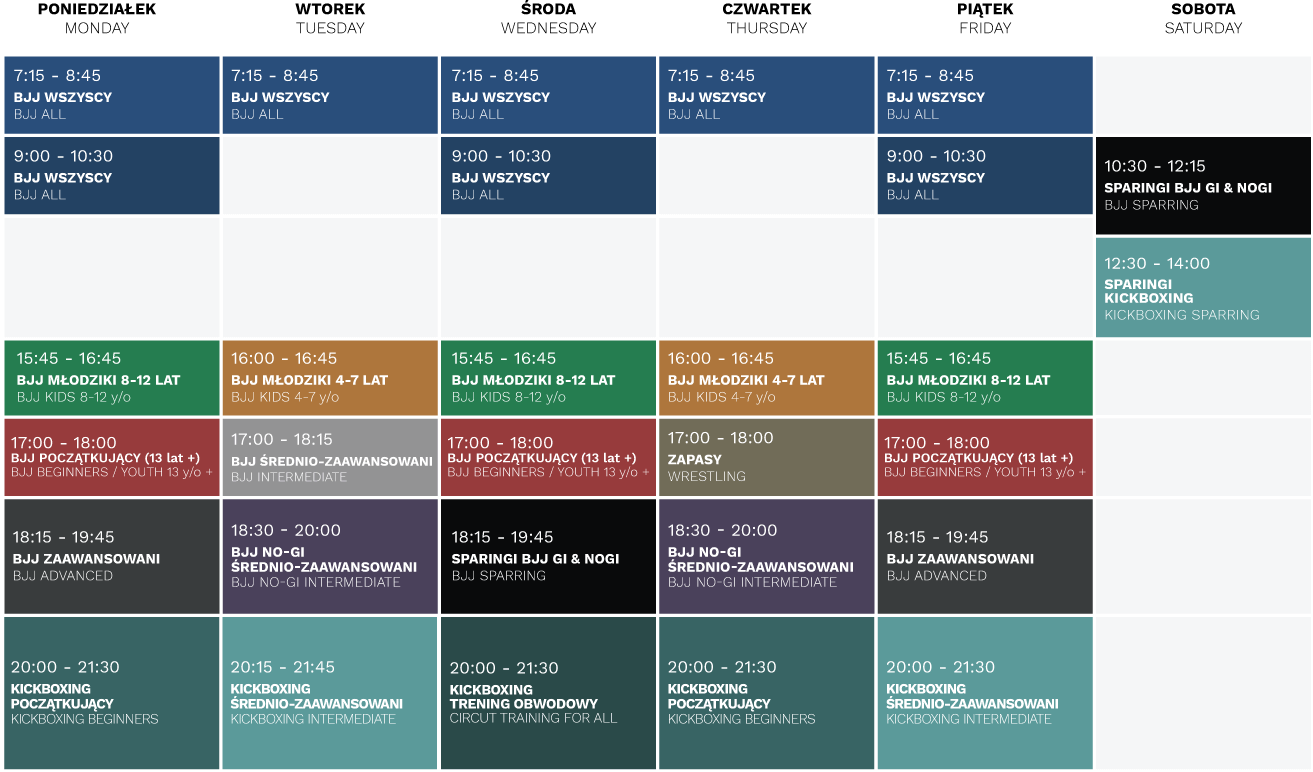 PONIEDZIAŁEK
MONDAY
WTOREK
TUESDAY
ŚRODA
WEDNESDAY
CZWARTEK
THURSDAY
PIĄTEK
FRIDAY
SOBOTA
SATURDAY
7:15 - 8:45
BJJ WSZYSCY
BJJ ALL
7:15 - 8:45
BJJ WSZYSCY
BJJ ALL
7:15 - 8:45
BJJ WSZYSCY
BJJ ALL
7:15 - 8:45
BJJ WSZYSCY
BJJ ALL
7:15 - 8:45
BJJ WSZYSCY
BJJ ALL
9:00 - 10:30
BJJ WSZYSCY
BJJ ALL
9:00 - 10:30
BJJ WSZYSCY
BJJ ALL
9:00 - 10:30
BJJ WSZYSCY
BJJ ALL
10:30 - 12:15
SPARINGI BJJ GI & NOGI
BJJ SPARRING
12:30 - 14:00
SPARINGI
KICKBOXING
KICKBOXING SPARRING
15:45 - 16:45
BJJ MŁODZIKI 8-12 LAT
BJJ KIDS 8-12 y/o
16:00 - 16:45
BJJ MŁODZIKI 4-7 LAT
BJJ KIDS 4-7 y/o
15:45 - 16:45
BJJ MŁODZIKI 8-12 LAT
BJJ KIDS 8-12 y/o
16:00 - 16:45
BJJ MŁODZIKI 4-7 LAT
BJJ KIDS 4-7 y/o
15:45 - 16:45
BJJ MŁODZIKI 8-12 LAT
BJJ KIDS 8-12 y/o
17:00 - 18:00
BJJ POCZĄTKUJĄCY (13 lat +)
BJJ BEGINNERS / YOUTH 13 y/o +
17:00 - 18:15
BJJ ŚREDNIO-ZAAWANSOWANI
BJJ INTERMEDIATE
17:00 - 18:00
BJJ POCZĄTKUJĄCY (13 lat +)
BJJ BEGINNERS / YOUTH 13 y/o +
17:00 - 18:00
ZAPASY
WRESTLING
17:00 - 18:00
BJJ POCZĄTKUJĄCY (13 lat +)
BJJ BEGINNERS / YOUTH 13 y/o +
18:15 - 19:45
BJJ ZAAWANSOWANI
BJJ ADVANCED
18:30 - 20:00
BJJ NO-GI
ŚREDNIO-ZAAWANSOWANI
BJJ NO-GI INTERMEDIATE
18:15 - 19:45
SPARINGI BJJ GI & NOGI
BJJ SPARRING
18:30 - 20:00
BJJ NO-GI
ŚREDNIO-ZAAWANSOWANI
BJJ NO-GI INTERMEDIATE
18:15 - 19:45
BJJ ZAAWANSOWANI
BJJ ADVANCED
20:00 - 21:30
KICKBOXING
POCZĄTKUJĄCY
KICKBOXING BEGINNERS
20:15 - 21:45
KICKBOXING
ŚREDNIO-ZAAWANSOWANI
KICKBOXING INTERMEDIATE
20:00 - 21:30
KICKBOXING
TRENING OBWODOWY
CIRCUT TRAINING FOR ALL
20:00 - 21:30
KICKBOXING
POCZĄTKUJĄCY
KICKBOXING BEGINNERS
20:00 - 21:30
KICKBOXING
ŚREDNIO-ZAAWANSOWANI
KICKBOXING INTERMEDIATE